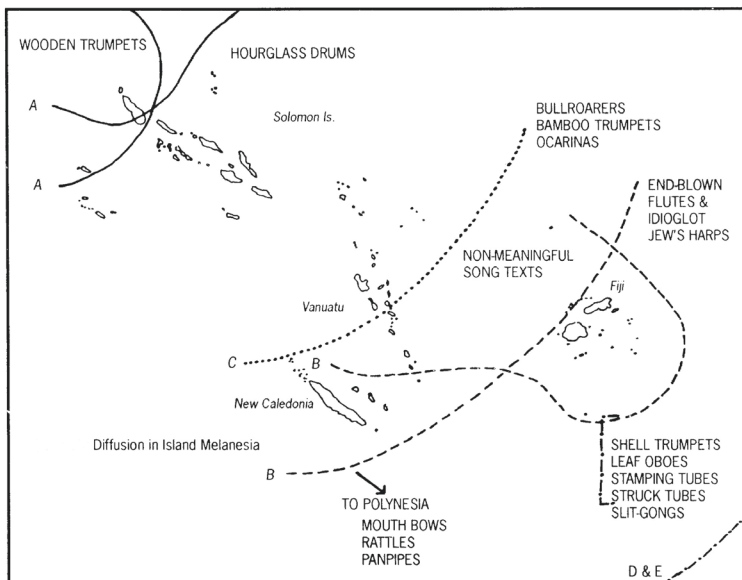 WOODEN TRUMPETS
HOURGLASS DRUMS
A
Solomon Is.
BULLROARERS
BAMBOO TRUMPETS
OCARINAS
A
END-BLOWN
FLUTES &
IDIOGLOT
JEW'S HARPS
NON-MEANINGFUL
SONG TEXTS
Fiji
Vanuatu
C
B
New Caledonia
Diffusion in Island Melanesia
B
SHELL TRUMPETS
LEAF OBOES
STAMPING TUBES
STRUCK TUBES
SLIT-GONGS
TO POLYNESIA
MOUTH BOWS
RATTLES
PANPIPES
D & E